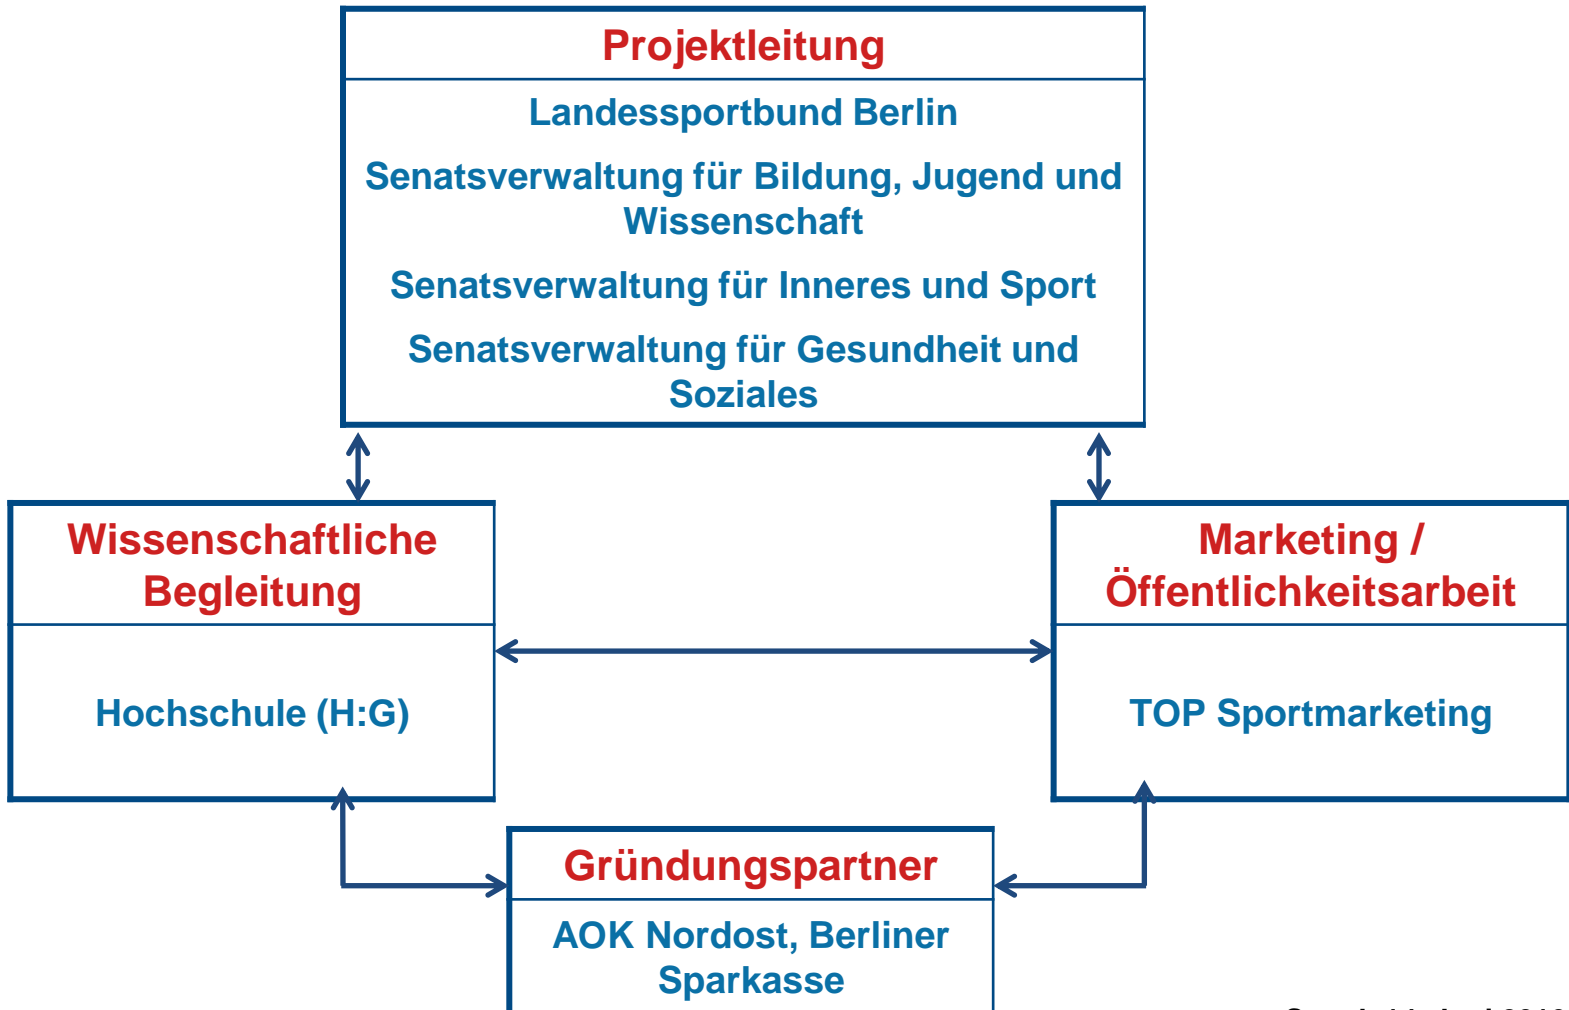 Projektleitung
Landessportbund Berlin
Senatsverwaltung für Bildung, Jugend und
Wissenschaft
Senatsverwaltung für Inneres und Sport
Senatsverwaltung für Gesundheit und
Soziales
Wissenschaftliche
Begleitung
Hochschule (H:G)
Marketing /
Öffentlichkeitsarbeit
TOP Sportmarketing
Gründungspartner
AOK Nordost, Berliner
Sparkasse